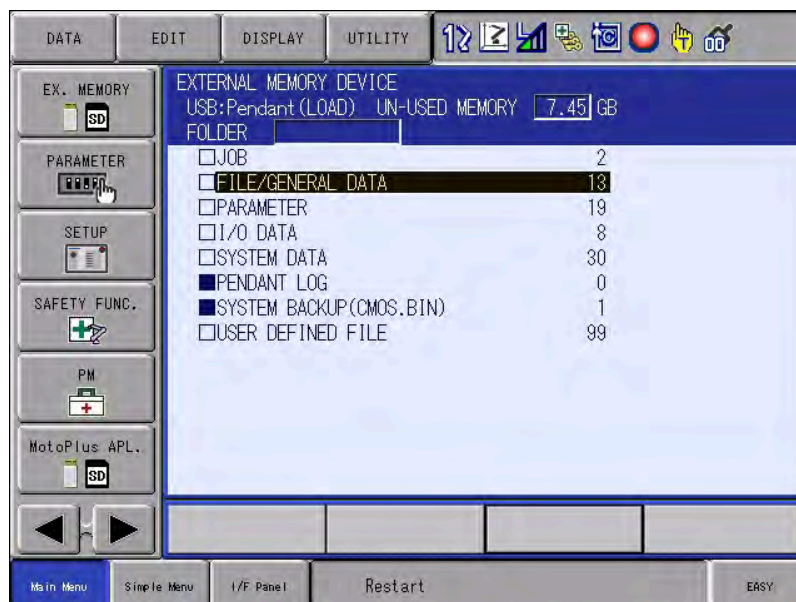 DATA
EDIT
DISPLAY
UTILITY
12
EX. MEMORY
SD
PARAMETER
SETUP
SAFETY FUNC.
PM
MotoPlus APL.
SD
EXTERNAL MEMORY DEVICE
USB:Pendant(LOAD) UN-USED MEMORY 7.45 GB
FOLDER
JOB 2
FILE/GENERAL DATA 13
PARAMETER 19
I/O DATA 8
SYSTEM DATA 30
PENDANT LOG 0
SYSTEM BACKUP(CMOS.BIN) 1
USER DEFINED FILE 99
Main Menu
Simple Menu
I/F Panel
Restart
EASY